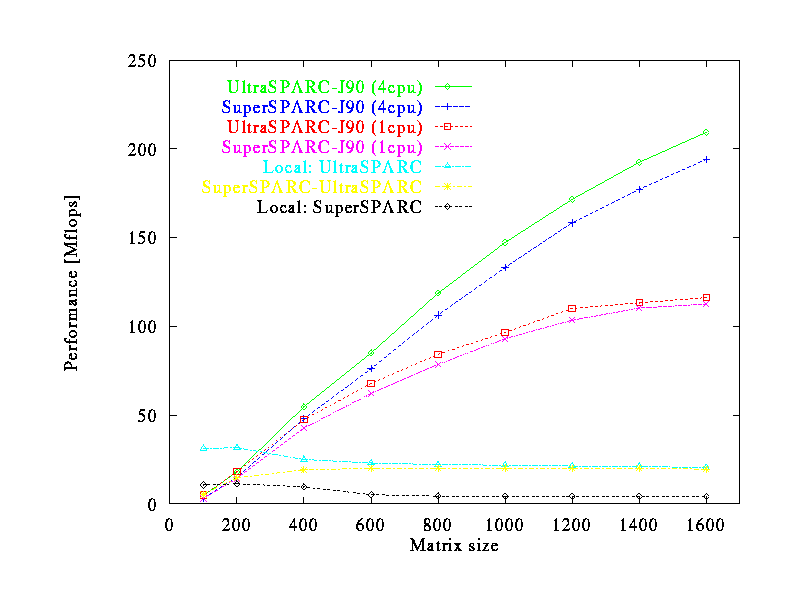 250
200
150
100
50
0
Performance [Mflops]
UltraSPARC-J90 (4cpu)
SuperSPARC-J90 (4cpu)
UltraSPARC-J90 (1cpu)
SuperSPARC-J90 (1cpu)
Local: UltraSPARC
SuperSPARC-UltraSPARC
Local: SuperSPARC
0 200 400 600 800 1000 1200 1400 1600
Matrix size